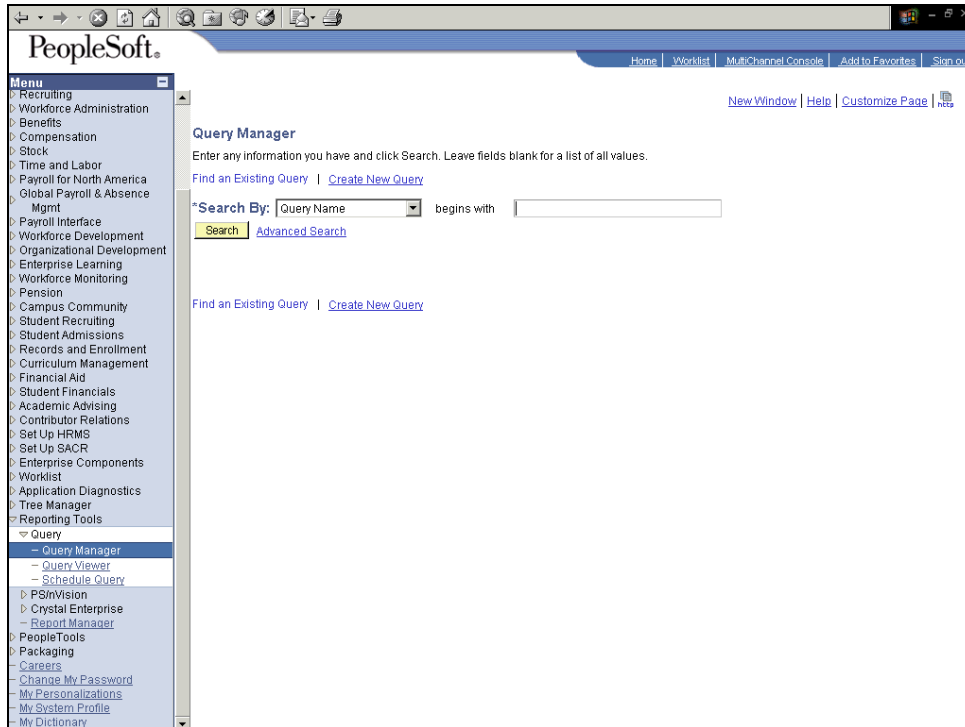 PeopleSoft.
Home | Worklist | MultiChannel Console | Add to Favorites | Sign ou
Menu
Recruiting
Workforce Administration
Benefits
Compensation
Stock
Time and Labor
Payroll for North America
Global Payroll & Absence
Mgmt
Payroll Interface
Workforce Development
Organizational Development
Enterprise Learning
Workforce Monitoring
Pension
Campus Community
Student Recruiting
Student Admissions
Records and Enrollment
Curriculum Management
Financial Aid
Student Financials
Academic Advising
Contributor Relations
Set Up HRMS
Set Up SACR
Enterprise Components
Worklist
Application Diagnostics
Tree Manager
Reporting Tools
Query
Query Manager
Query Viewer
Schedule Query
PS/nVision
Crystal Enterprise
Report Manager
PeopleTools
Packaging
Careers
Change My Password
My Personalizations
My System Profile
My Dictionary
New Window | Help | Customize Page | http
Query Manager
Enter any information you have and click Search. Leave fields blank for a list of all values.
Find an Existing Query | Create New Query
*Search By: Query Name begins with
Search Advanced Search
Find an Existing Query | Create New Query